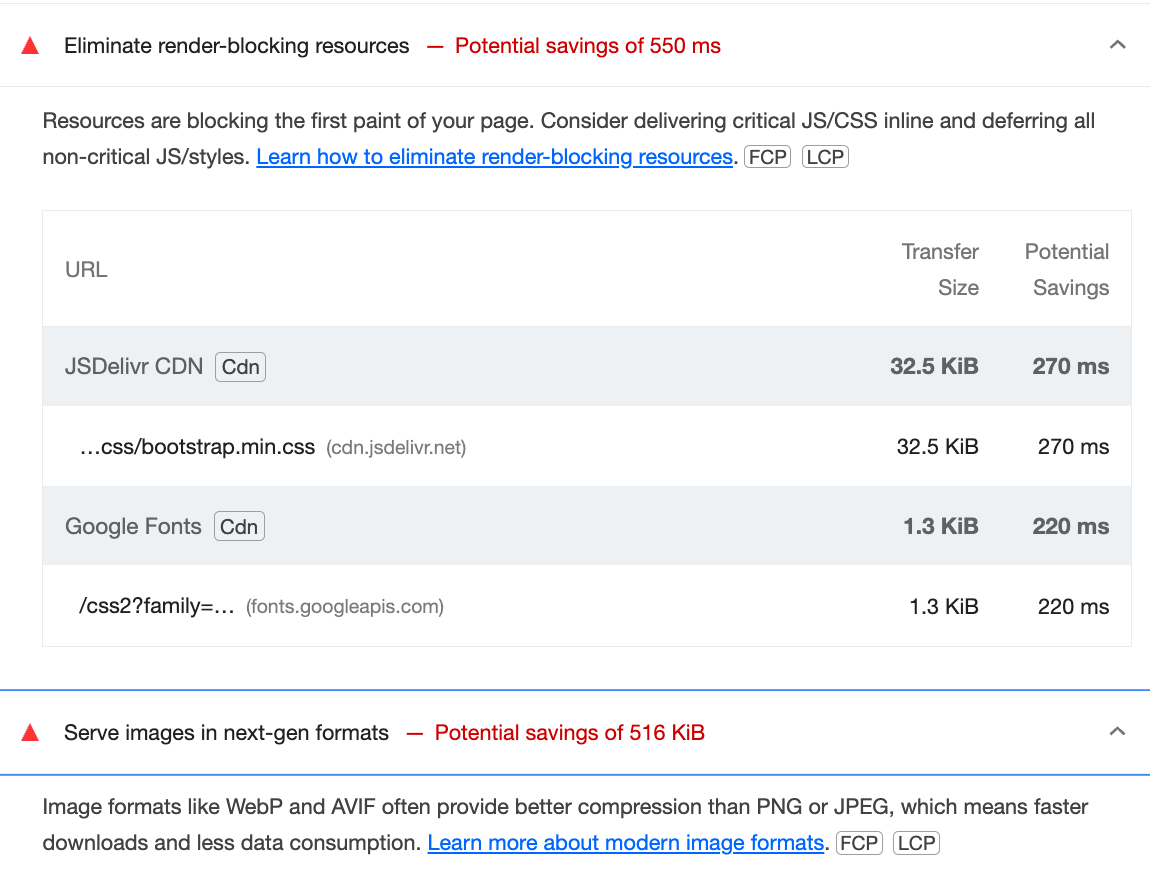 Eliminate render-blocking resources — Potential savings of 550 ms
Resources are blocking the first paint of your page. Consider delivering critical JS/CSS inline and deferring all
non-critical JS/styles. Learn how to eliminate render-blocking resources. FCP LCP
URL
Transfer
Size
Potential
Savings
JSDelivr CDN Cdn 32.5 KiB 270 ms
…css/bootstrap.min.css (cdn.jsdelivr.net) 32.5 KiB 270 ms
Google Fonts Cdn 1.3 KiB 220 ms
/css2?family=… (fonts.googleapis.com) 1.3 KiB 220 ms
Serve images in next-gen formats — Potential savings of 516 KiB
Image formats like WebP and AVIF often provide better compression than PNG or JPEG, which means faster
downloads and less data consumption. Learn more about modern image formats. FCP LCP